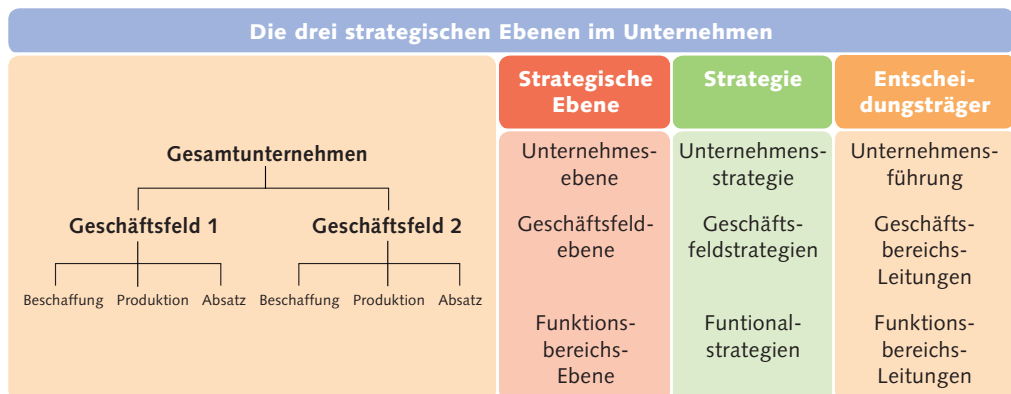 Die drei strategischen Ebenen im Unternehmen
Strategische
Ebene
Strategie
Entschei-
dungsträger
Gesamtunternehmen
Geschäftsfeld 1
Geschäftsfeld 2
Beschaffung
Produktion
Absatz
Beschaffung
Produktion
Absatz
Unternehmes-
ebene
Unternehmens-
strategie
Unternehmens-
führung
Geschäftsfeld-
ebene
Geschäfts-
feldstrategien
Geschäfts-
bereichs-
Leitungen
Funktions-
bereichs-
Ebene
Funtional-
strategien
Funktions-
bereichs-
Leitungen